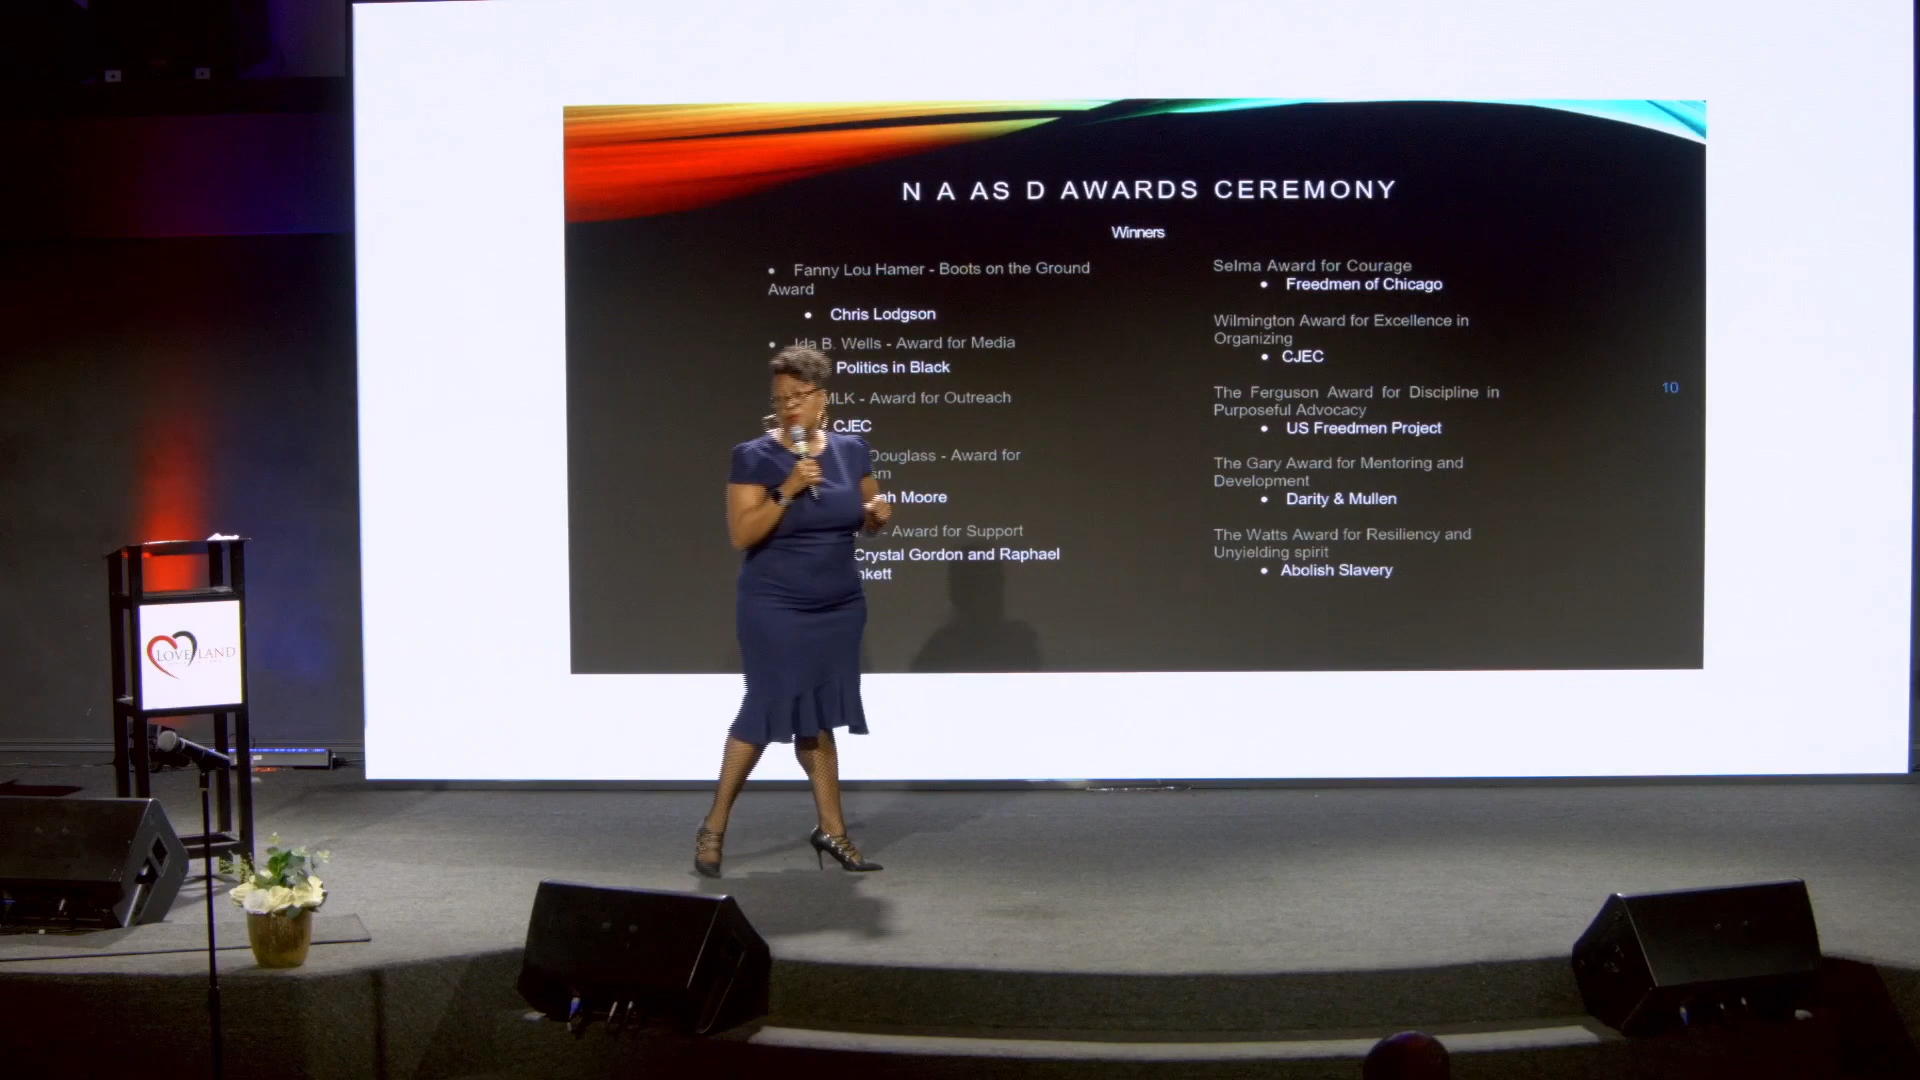 N A AS D AWARDS CEREMONY
Winners
• Fanny Lou Hamer - Boots on the Ground
Award
• Chris Lodgson
• Ida B. Wells - Award for Media
Politics in Black
MLK - Award for Outreach
CJEC
Douglass - Award for
Moore
- Award for Support
Crystal Gordon and Raphael
Selma Award for Courage
• Freedmen of Chicago
Wilmington Award for Excellence in
Organizing
• CJEC
The Ferguson Award for Discipline in
Purposeful Advocacy
• US Freedmen Project
The Gary Award for Mentoring and
Development
• Darity & Mullen
The Watts Award for Resiliency and
Unyielding spirit
• Abolish Slavery
10
LOVELAND